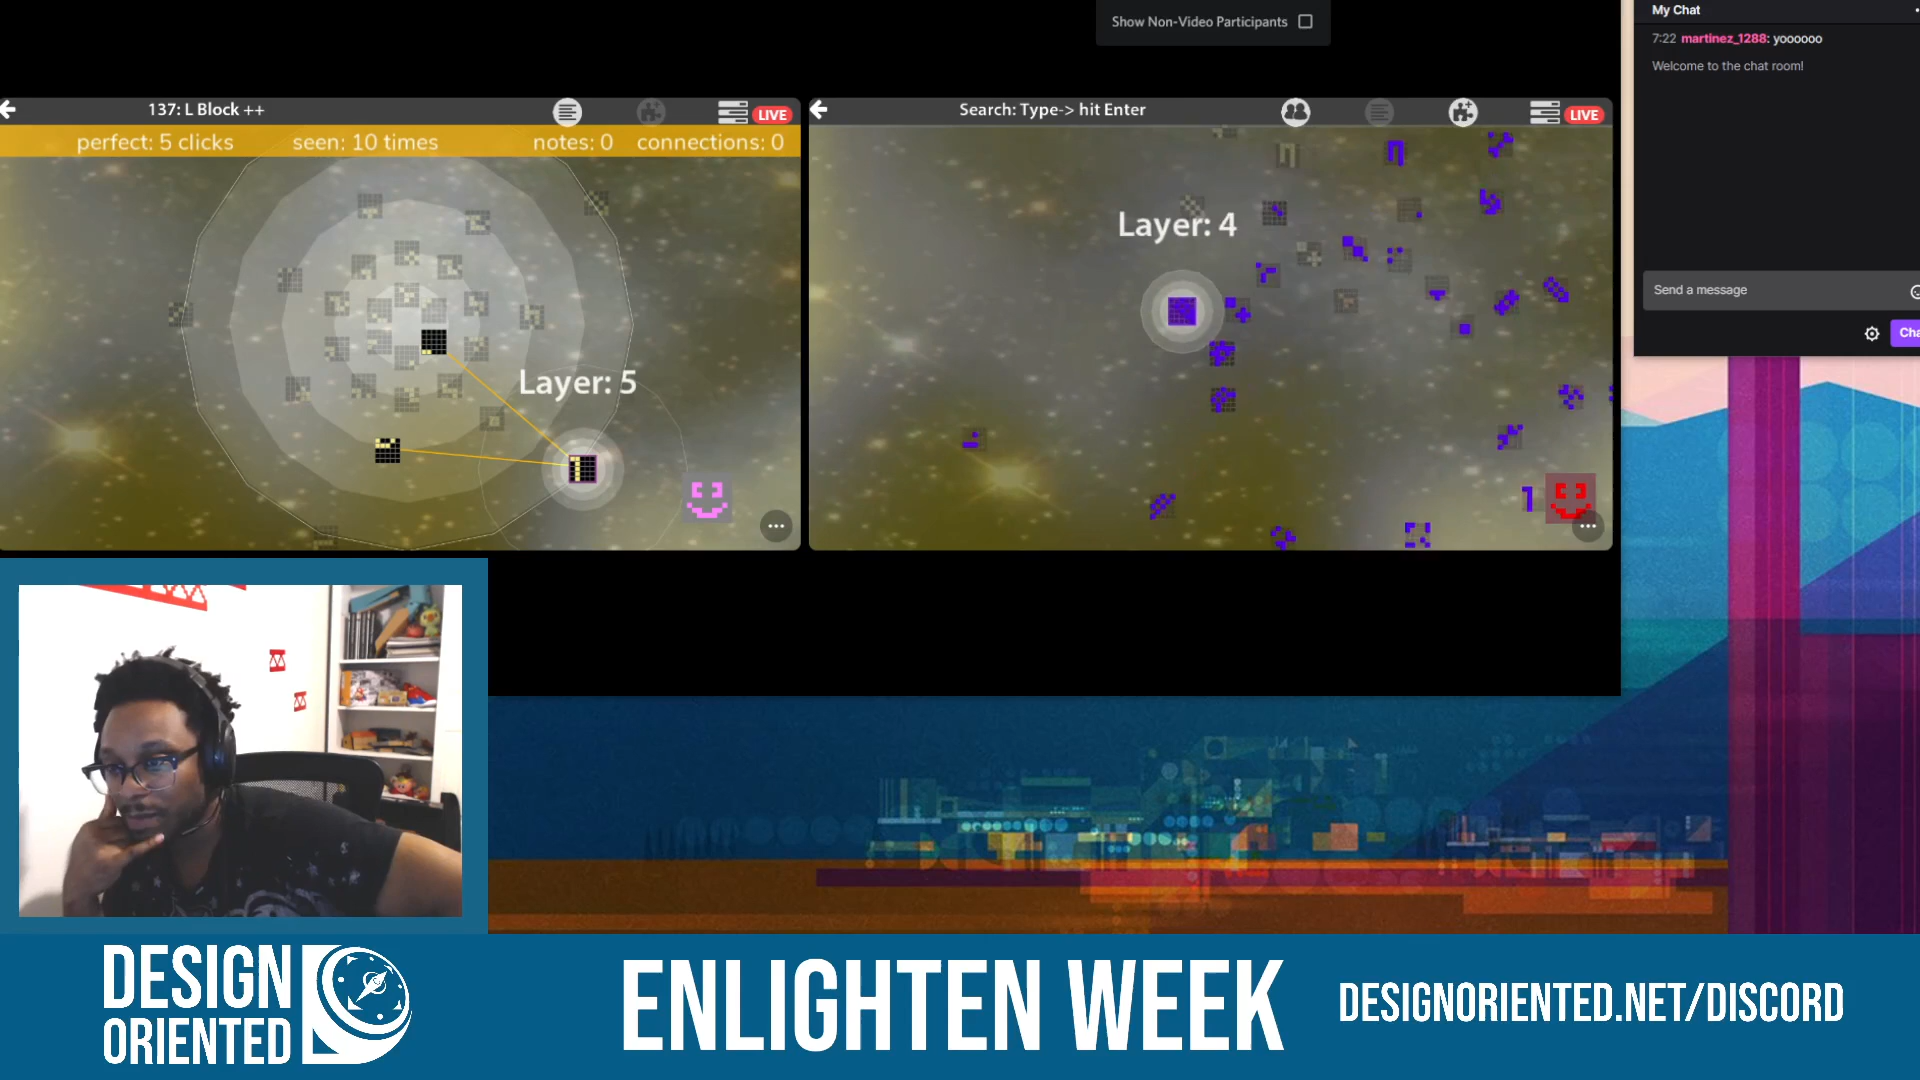 Show Non-Video Participants
My Chat
7:22 martinez_1288: yoooooo
Welcome to the chat room!
137: L Block ++
LIVE
perfect: 5 clicks
seen: 10 times
notes: 0
connections: 0
Layer: 5
Search: Type-> hit Enter
LIVE
Layer: 4
Send a message
Cha
DESIGN
ORIENTED
ENLIGHTEN WEEK
DESIGNORIENTED.NET/DISCORD